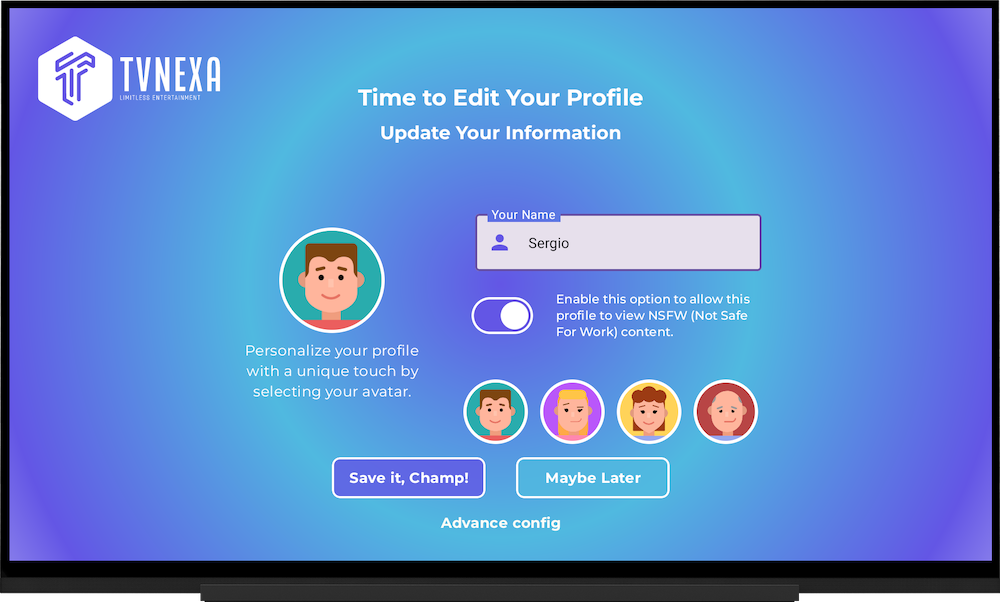 TVNEXA
LIMITLESS ENTERTAINMENT
Time to Edit Your Profile
Update Your Information
Your Name
Sergio
Enable this option to allow this
profile to view NSFW (Not Safe
For Work) content.
Personalize your profile
with a unique touch by
selecting your avatar.
Save it, Champ!
Maybe Later
Advance config